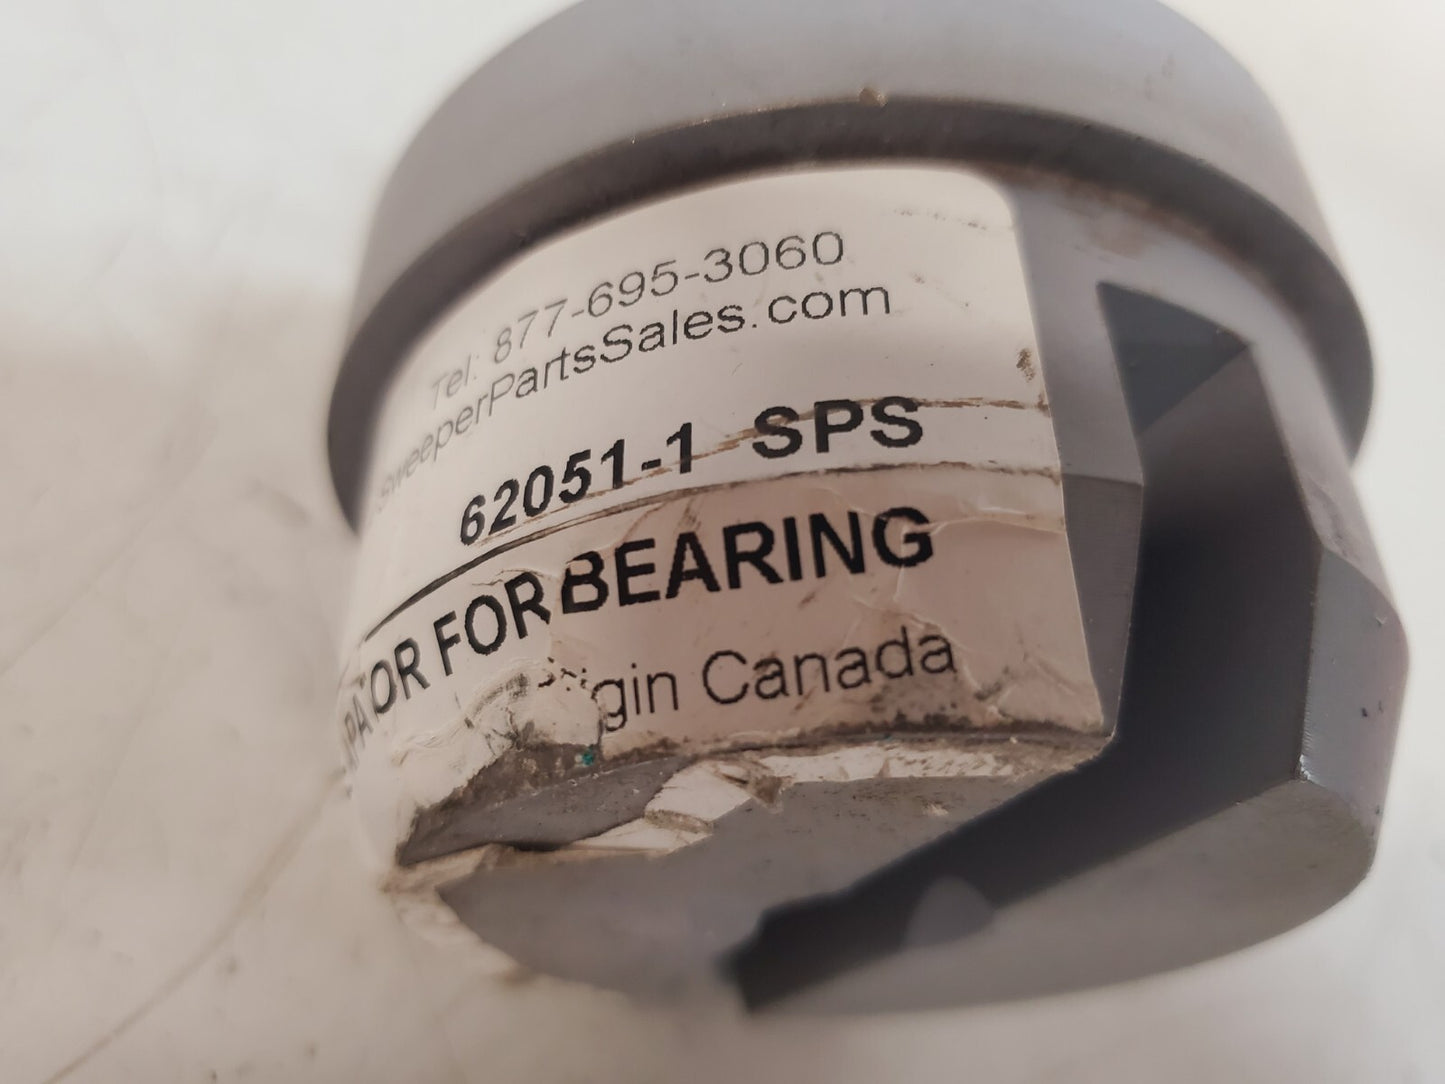 Tel: 877-695-3060
SweeperPartsSales.com
62051-1 SPS
FOR BEARING
Canada